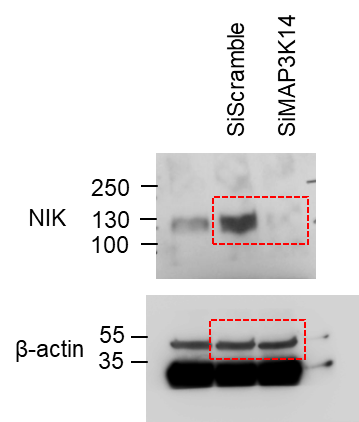 SiScramble
SiMAP3K14
250
NIK
130
100
55
β-actin
35